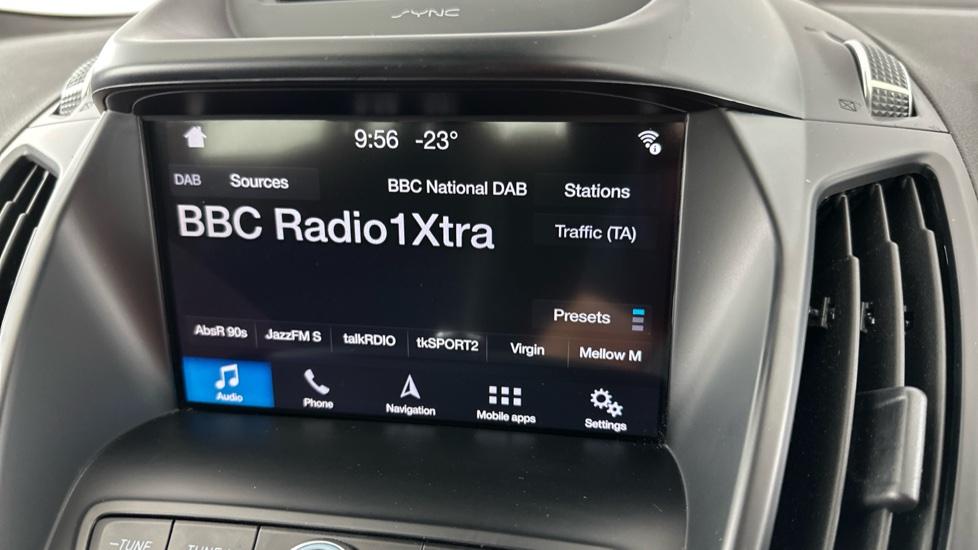 SYNC
9:56 -23°
DAB Sources BBC National DAB Stations
BBC Radio1Xtra
Traffic (TA)
Presets
AbsR 90s JazzFM S talkRDIO tkSPORT2 Virgin Mellow M
Audio Phone Navigation Mobile apps Settings
–TUNE TUNE